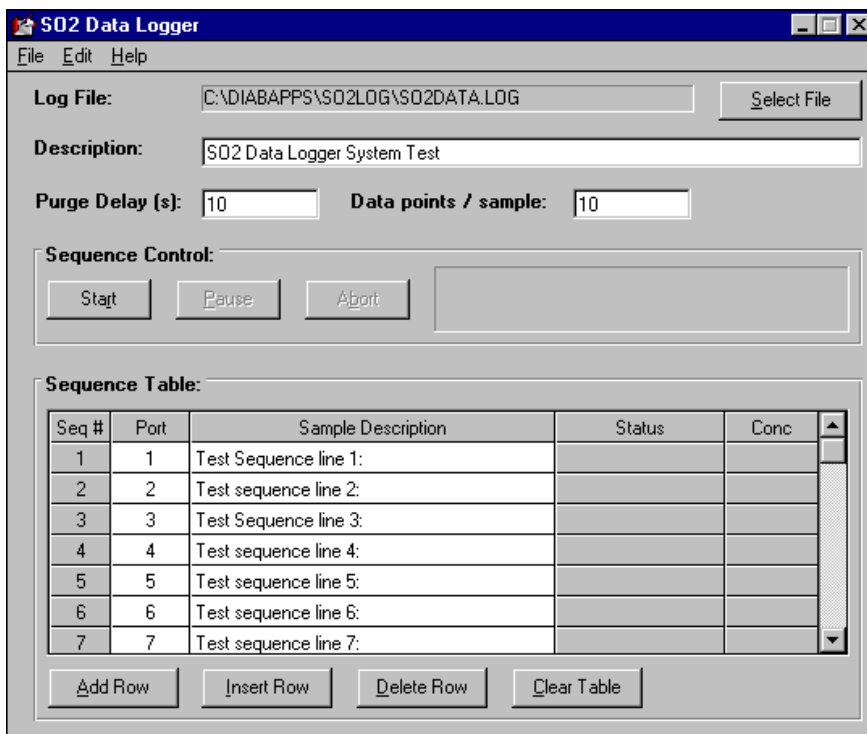 SO2 Data Logger
File Edit Help
Log File: C:\DIABAPPS\SO2LOG\SO2DATA.LOG Select File
Description: SO2 Data Logger System Test
Purge Delay (s): 10 Data points / sample: 10
Sequence Control:
Start Pause Abort
Sequence Table:
Seq # Port Sample Description Status Conc
1 1 Test Sequence line 1:
2 2 Test sequence line 2:
3 3 Test Sequence line 3:
4 4 Test sequence line 4:
5 5 Test sequence line 5:
6 6 Test sequence line 6:
7 7 Test sequence line 7:
Add Row Insert Row Delete Row Clear Table